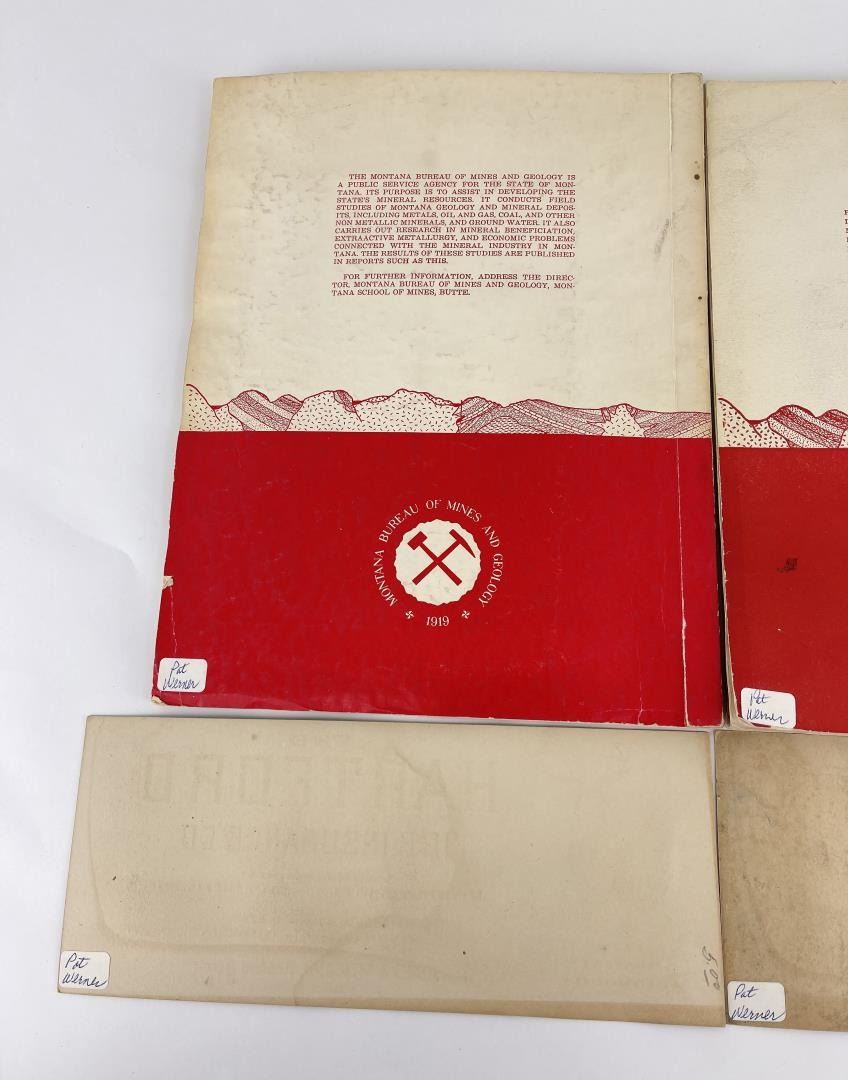 THE MONTANA BUREAU OF MINES AND GEOLOGY IS
A PUBLIC SERVICE AGENCY FOR THE STATE OF MON-
TANA. ITS PURPOSE IS TO ASSIST IN DEVELOPING THE
STATE'S MINERAL RESOURCES. IT CONDUCTS FIELD
STUDIES OF MONTANA GEOLOGY AND MINERAL DEPOS-
ITS, INCLUDING METALS, OIL AND GAS, COAL, AND OTHER
NON METALLIC MINERALS, AND GROUND WATER. IT ALSO
CARRIES OUT RESEARCH IN MINERAL BENEFICIATION,
EXTRAACTIVE METALLURGY, AND ECONOMIC PROBLEMS
CONNECTED WITH THE MINERAL INDUSTRY IN MON-
TANA. THE RESULTS OF THESE STUDIES ARE PUBLISHED
IN REPORTS SUCH AS THIS.
FOR FURTHER INFORMATION, ADDRESS THE DIREC-
TOR, MONTANA BUREAU OF MINES AND GEOLOGY, MON-
TANA SCHOOL OF MINES, BUTTE.
MONTANA BUREAU OF MINES AND GEOLOGY
1919
Pat
Werner
Pat
Werner
HARTFORD
Pat
Werner
Pat
Werner